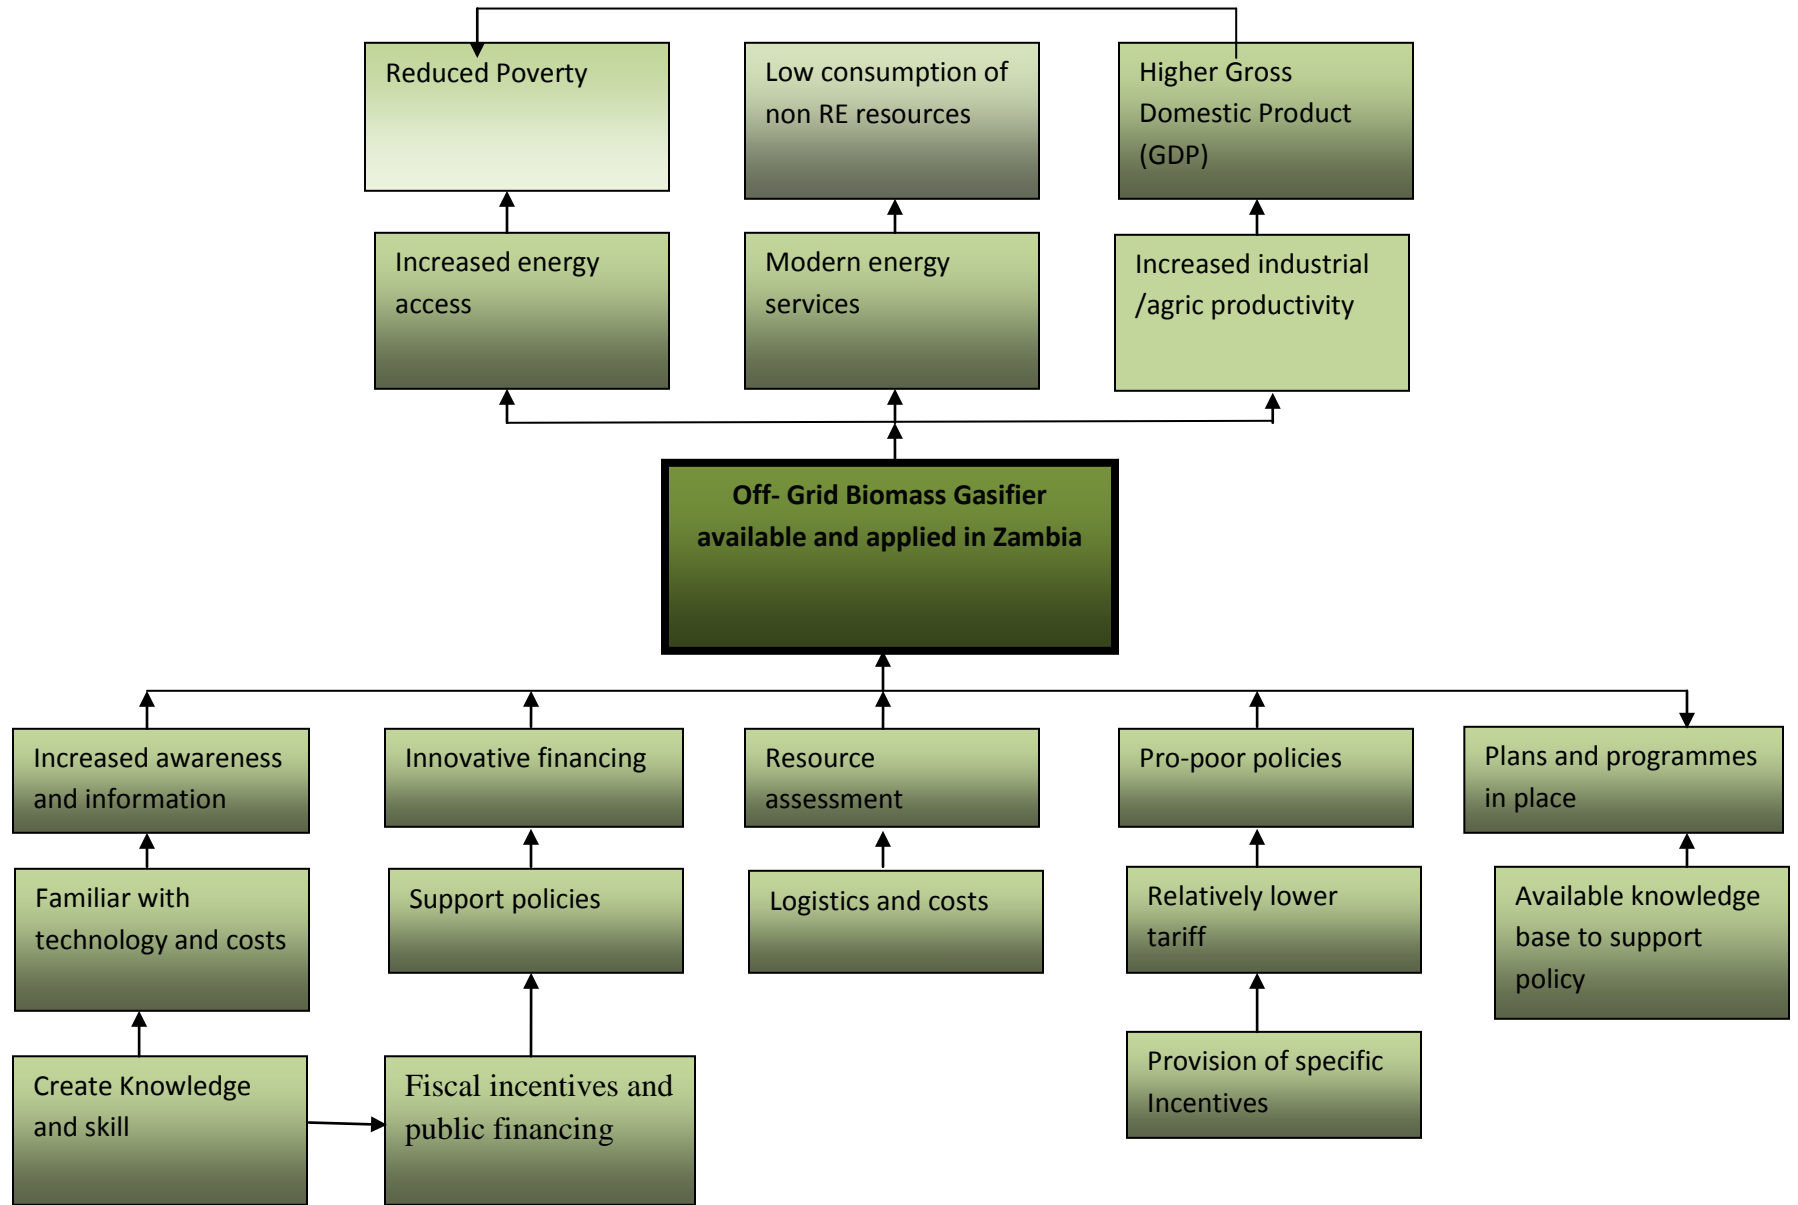 Reduced Poverty
Low consumption of
non RE resources
Higher Gross
Domestic Product
(GDP)
Increased energy
access
Modern energy
services
Increased industrial
/agric productivity
Off- Grid Biomass Gasifier
available and applied in Zambia
Increased awareness
and information
Innovative financing
Resource
assessment
Pro-poor policies
Plans and programmes
in place
Familiar with
technology and costs
Support policies
Logistics and costs
Relatively lower
tariff
Available knowledge
base to support
policy
Create Knowledge
and skill
Fiscal incentives and
public financing
Provision of specific
Incentives